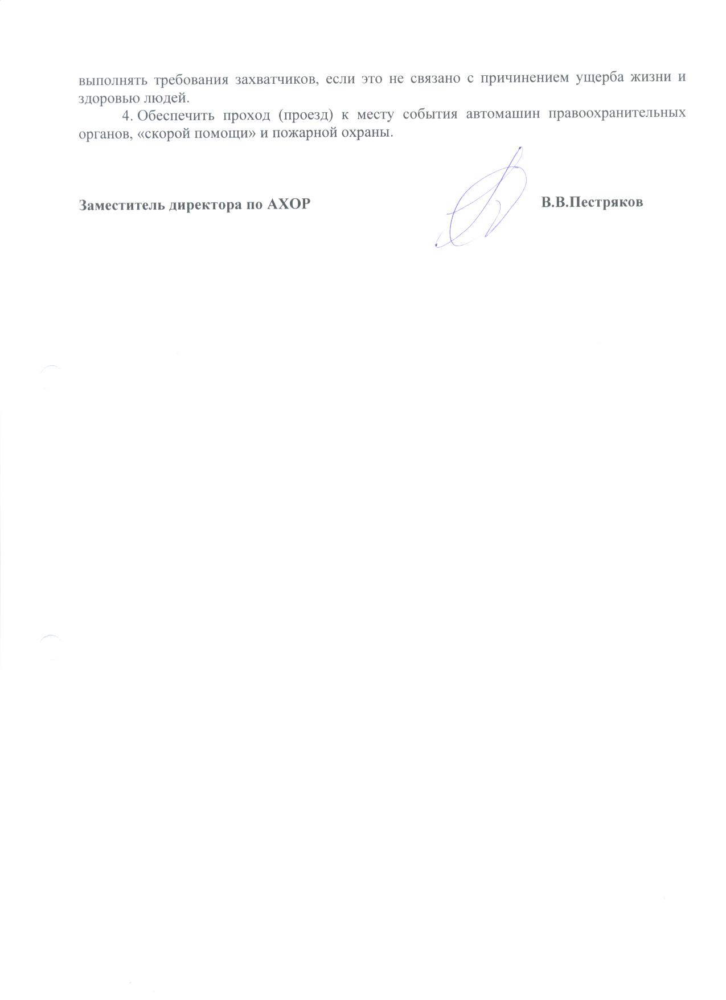 выполнять требования захватчиков, если это не связано с причинением ущерба жизни и
здоровью людей.
4. Обеспечить проход (проезд) к месту события автомашин правоохранительных
органов, «скорой помощи» и пожарной охраны.
Заместитель директора по АХОР В.В.Пестряков